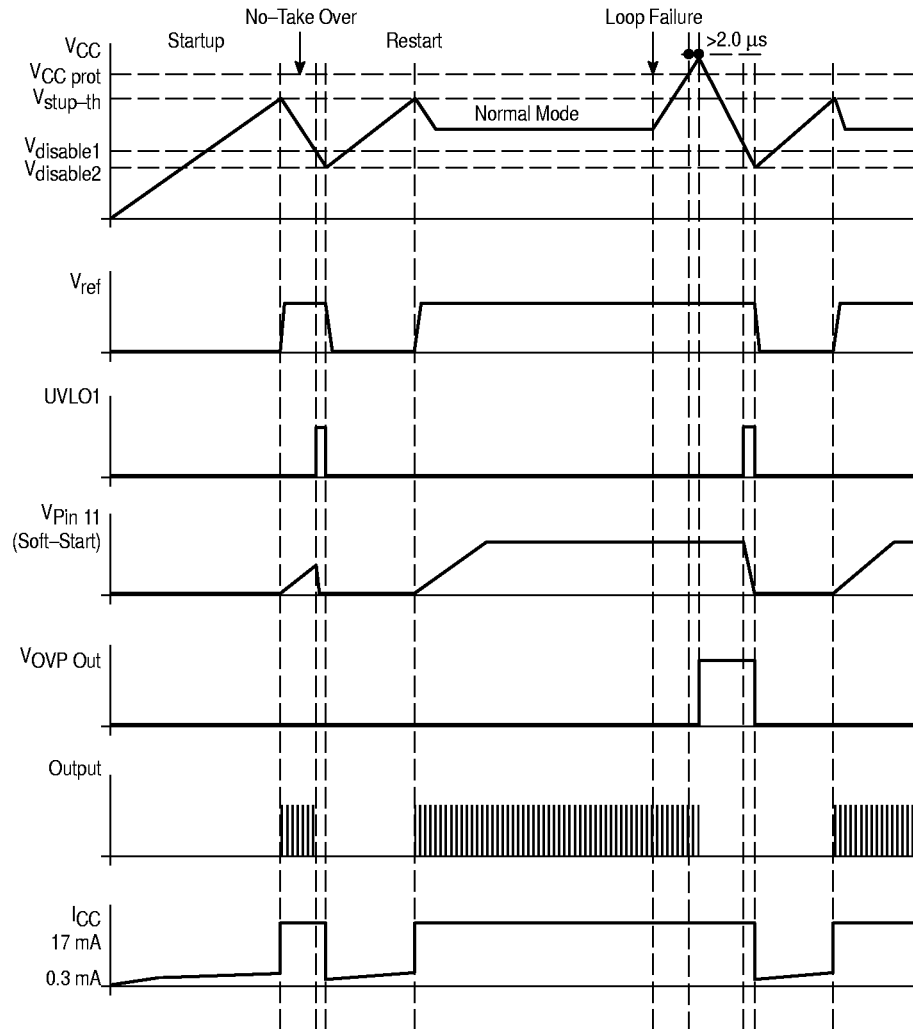 No–Take Over
Loop Failure
Startup
Restart
>2.0 µs
VCC
VCC prot
Vstup–th
Normal Mode
Vdisable1
Vdisable2
Vref
UVLO1
VPin 11
(Soft–Start)
VOVP Out
Output
ICC
17 mA
0.3 mA